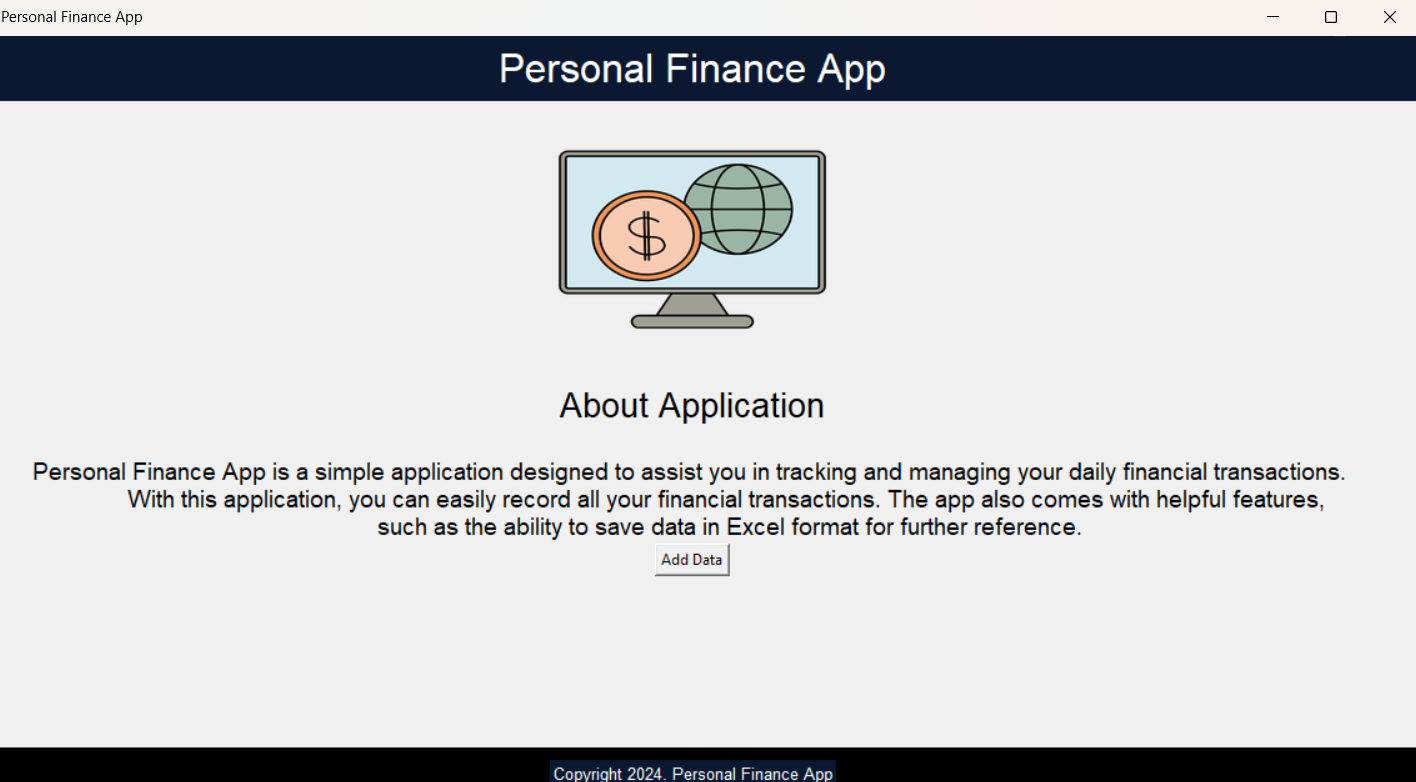 Personal Finance App
Personal Finance App
$
About Application
Personal Finance App is a simple application designed to assist you in tracking and managing your daily financial transactions.
With this application, you can easily record all your financial transactions. The app also comes with helpful features,
such as the ability to save data in Excel format for further reference.
Add Data
Copyright 2024. Personal Finance App